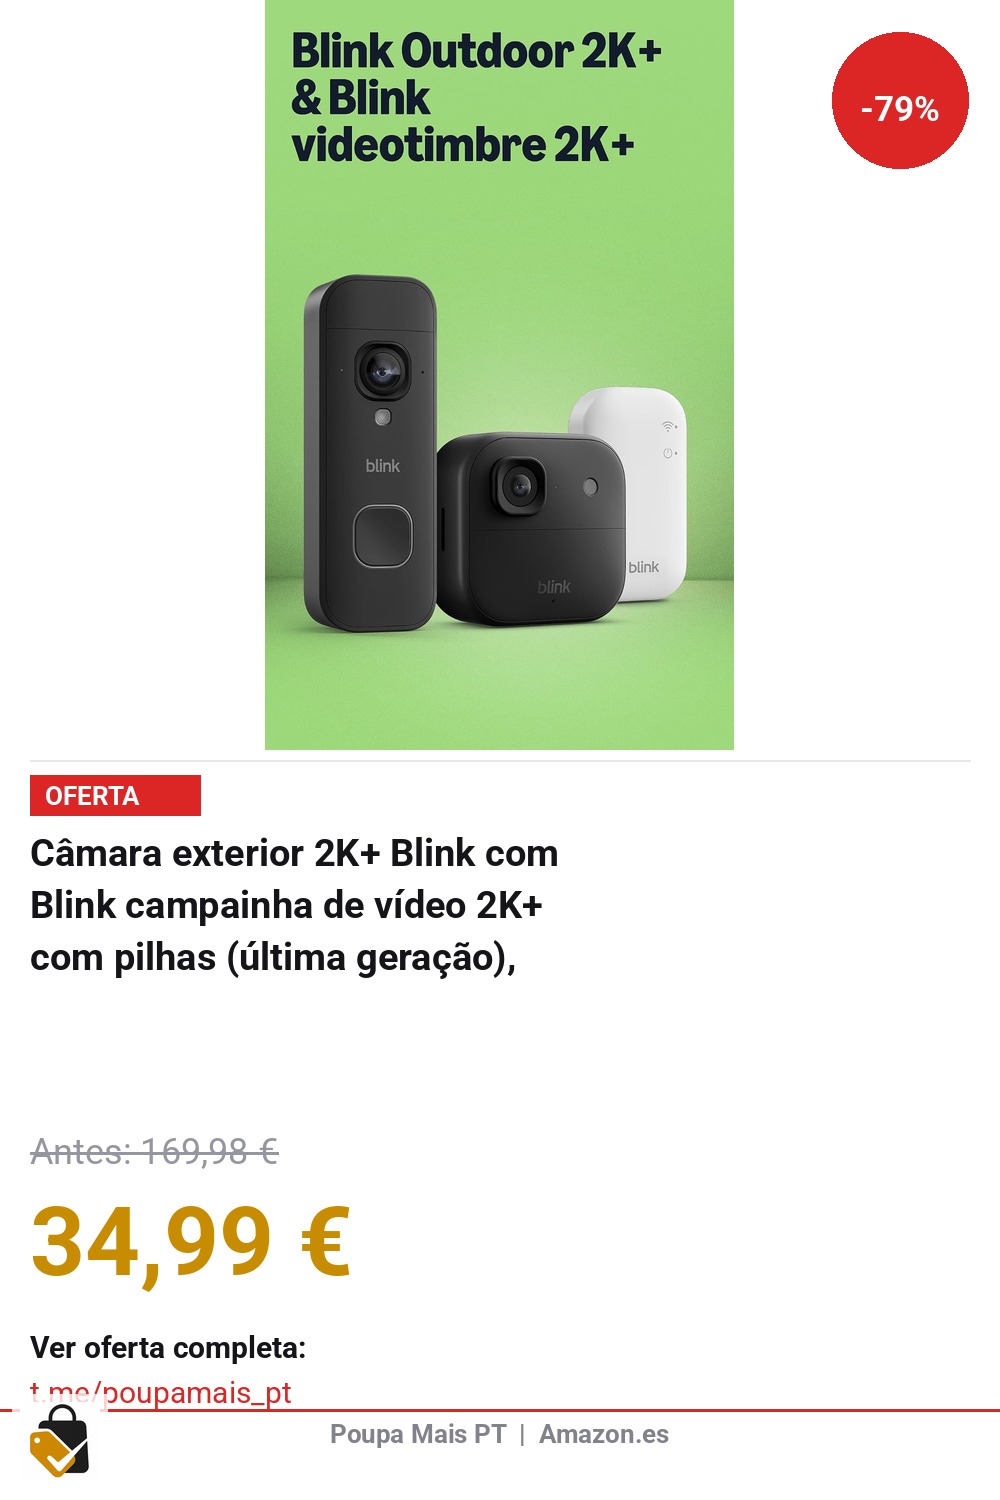 Blink Outdoor 2K+
& Blink
videotimbre 2K+
-79%
blink
blink
blink
OFERTA
Câmara exterior 2K+ Blink com
Blink campainha de vídeo 2K+
com pilhas (última geração),
Antes: 169,98 €
34,99 €
Ver oferta completa:
t.me/poupamais_pt
Poupa Mais PT | Amazon.es